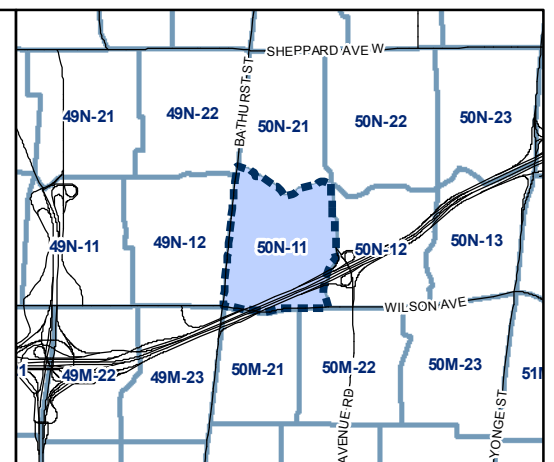 SHEPPARD AVE W
BATHURST ST
49N-21
49N-22
50N-21
50N-22
50N-23
49N-11
49N-12
50N-11
50N-12
50N-13
WILSON AVE
1
49M-22
49M-23
50M-21
50M-22
50M-23
51
AVENUE RD
YONGE ST